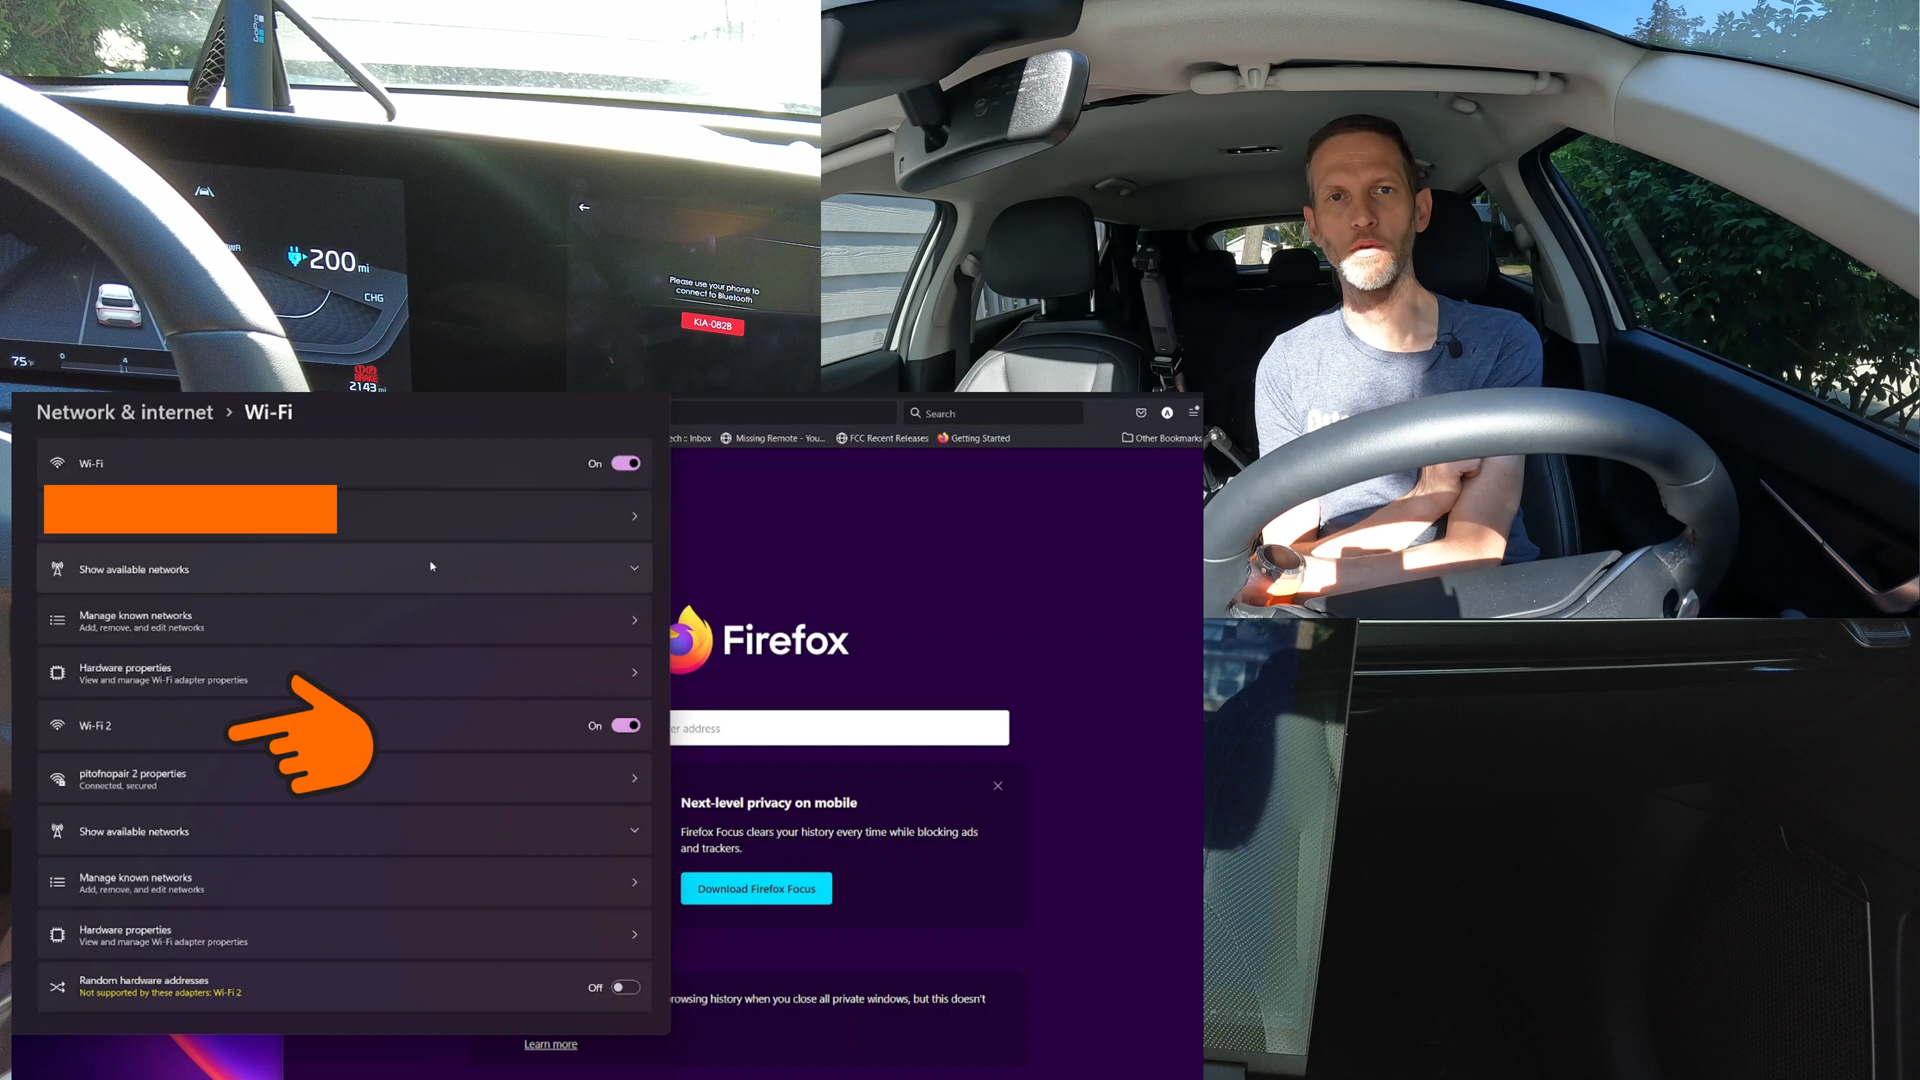 GoPro
200 mi
CHG
75°F
0
4
BRAKE
2143 mi
Please use your phone to
connect to Bluetooth
KIA-082B
Network & internet > Wi-Fi
Wi-Fi
On
Show available networks
Manage known networks
Add, remove, and edit networks
Hardware properties
View and manage Wi-Fi adapter properties
Wi-Fi 2
On
pitofnopair 2 properties
Connected, secured
Show available networks
Manage known networks
Add, remove, and edit networks
Hardware properties
View and manage Wi-Fi adapter properties
Random hardware addresses
Not supported by these adapters: Wi-Fi 2
Off
Search
ech :: Inbox
Missing Remote - You...
FCC Recent Releases
Getting Started
Other Bookmarks
Firefox
er address
Next-level privacy on mobile
Firefox Focus clears your history every time while blocking ads
and trackers.
Download Firefox Focus
rowsing history when you close all private windows, but this doesn't
Learn more